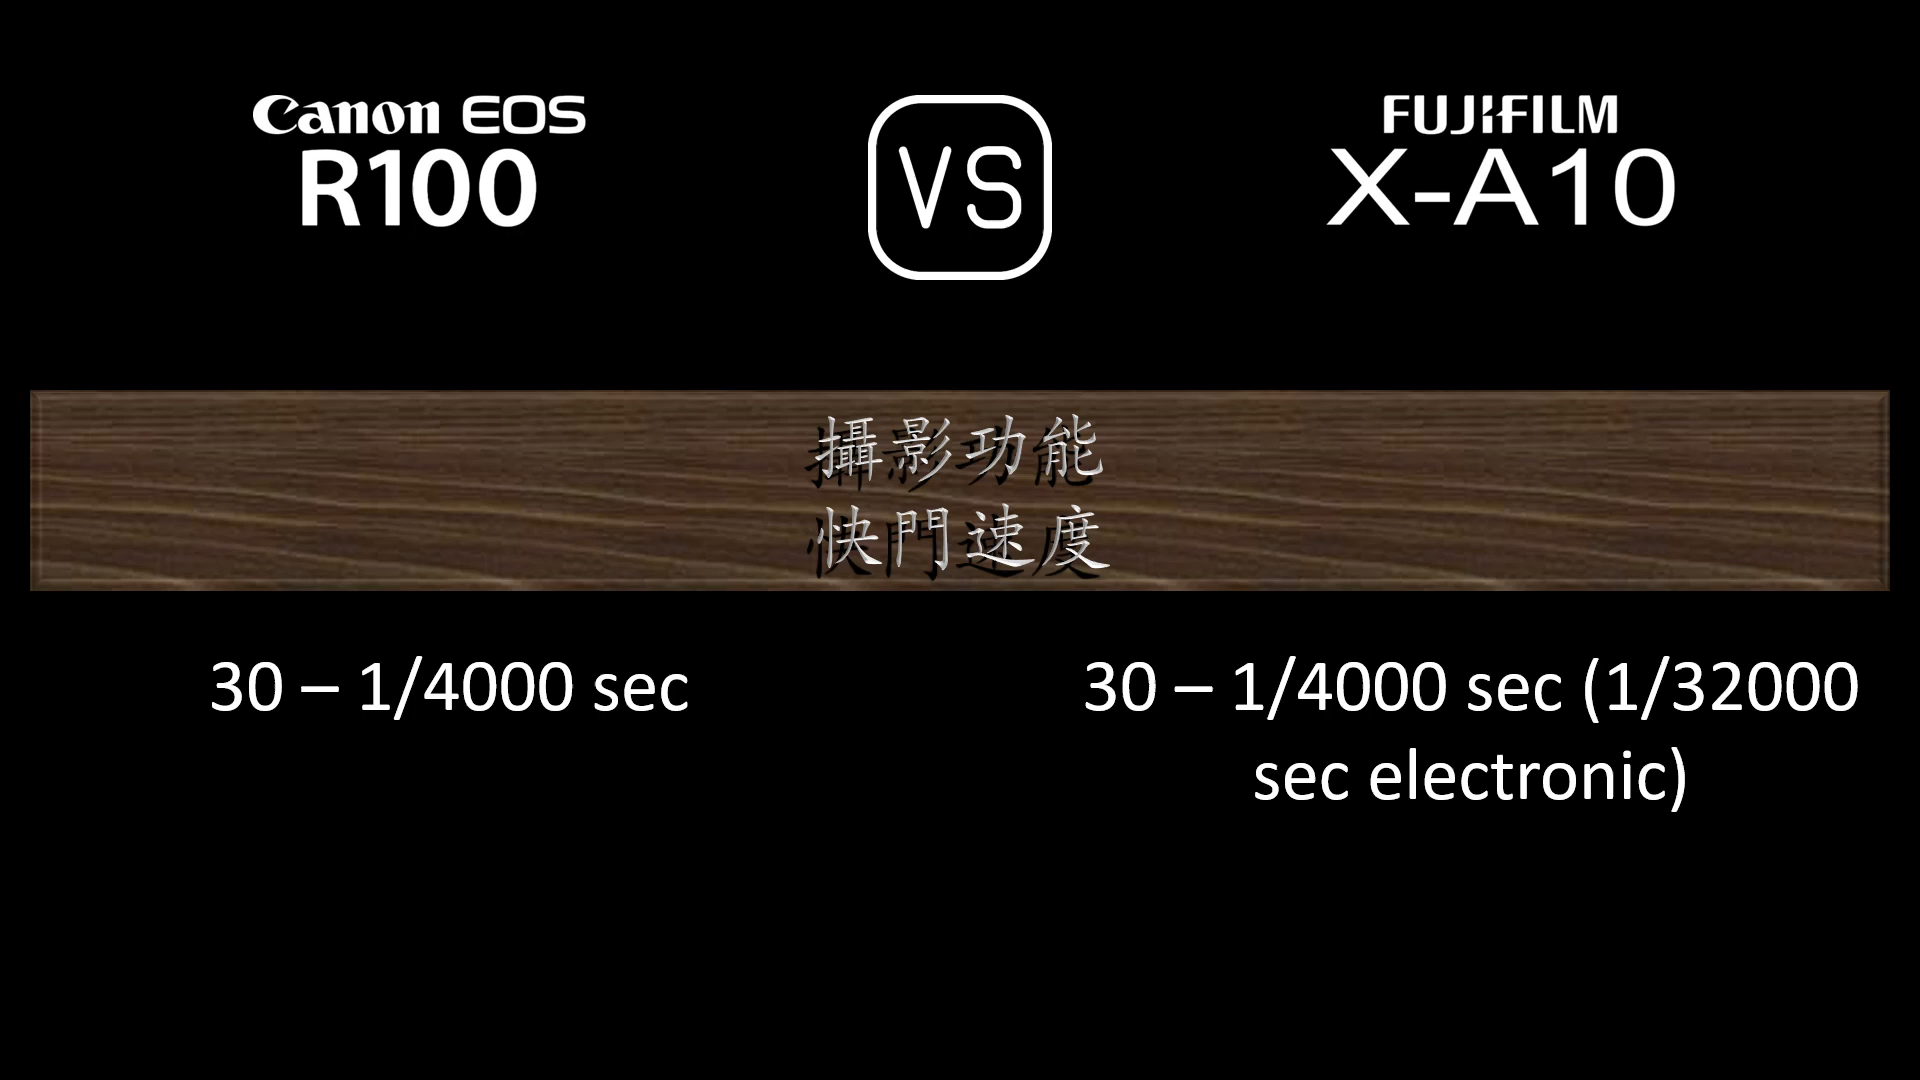 Canon EOS
R100
VS
FUJIFILM
X-A10
攝影功能
快門速度
30 – 1/4000 sec
30 – 1/4000 sec (1/32000
sec electronic)